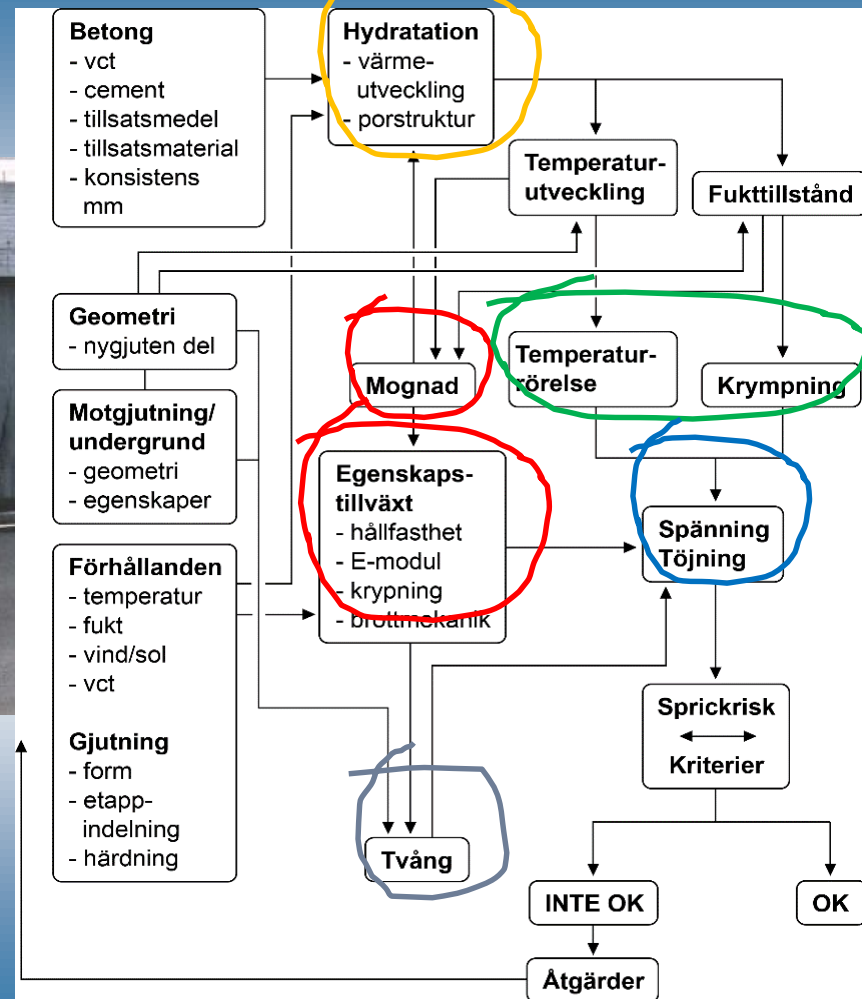 Betong
- vct
- cement
- tillsatsmedel
- tillsatsmaterial
- konsistens
mm
Hydratation
- värme-
utveckling
- porstruktur
Temperatur-
utveckling
Fukttillstånd
Geometri
- nygjuten del
Mognad
Temperatur-
rörelse
Krympning
Motgjutning/
undergrund
- geometri
- egenskaper
Egenskaps-
tillväxt
- hållfasthet
- E-modul
- krypning
- brottmekanik
Spänning
Töjning
Förhållanden
- temperatur
- fukt
- vind/sol
- vct
Gjutning
- form
- etapp-
indelning
- härdning
Sprickrisk
Kriterier
Tvång
INTE OK
OK
Åtgärder